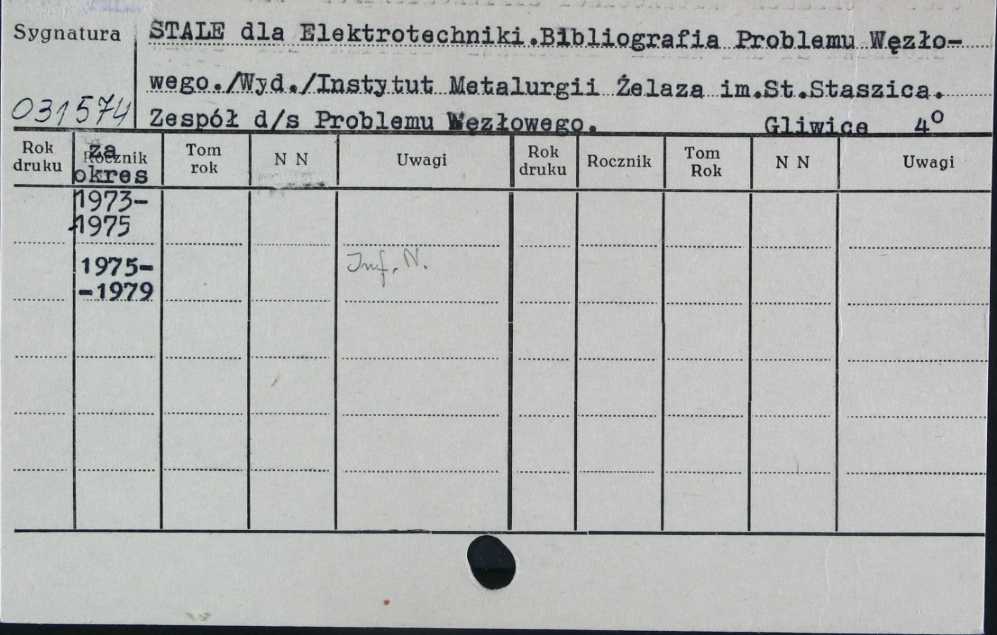 Sygnatura STALE dla Elektrotechniki.Bibliografia Problemu Węzło-
wego./Wyd./Instytut Metalurgii Żelaza im.St.Staszica.
031574 Zespół d/s Problemu Węzłowego. Gliwice 4º
Rok druku Rocznik Tom rok N N Uwagi Rok druku Rocznik Tom Rok N N Uwagi
za okres
1973-
-1975
1975- Inf. N.
-1979